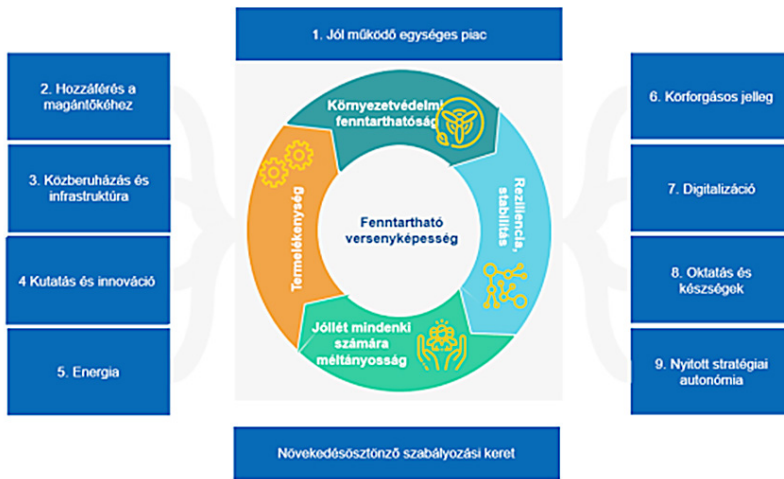 1. Jól működő egységes piac
2. Hozzáférés a
magántőkéhez
3. Közberuházás és
infrastruktúra
4 Kutatás és innováció
5. Energia
Környezetvédelmi
fenntarthatóság
Reziliencia,
stabilitás
Jóllét mindenki
számára
méltányosság
Termelékenység
Fenntartható
versenyképesség
6. Körforgásos jelleg
7. Digitalizáció
8. Oktatás és
készségek
9. Nyitott stratégiai
autonómia
Növekedésösztönző szabályozási keret